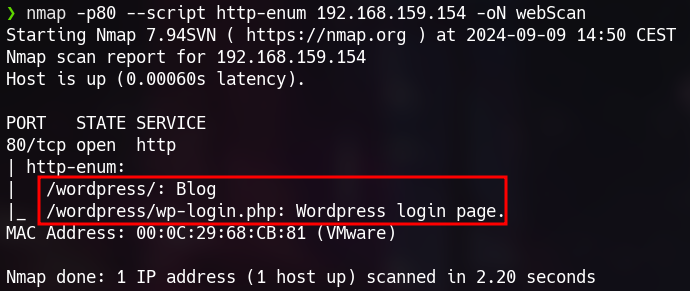 ❯ nmap -p80 --script http-enum 192.168.159.154 -oN webScan
Starting Nmap 7.94SVN ( https://nmap.org ) at 2024-09-09 14:50 CEST
Nmap scan report for 192.168.159.154
Host is up (0.00060s latency).

PORT   STATE SERVICE
80/tcp open  http
| http-enum:
|   /wordpress/: Blog
|_  /wordpress/wp-login.php: Wordpress login page.
MAC Address: 00:0C:29:68:CB:81 (VMware)

Nmap done: 1 IP address (1 host up) scanned in 2.20 seconds